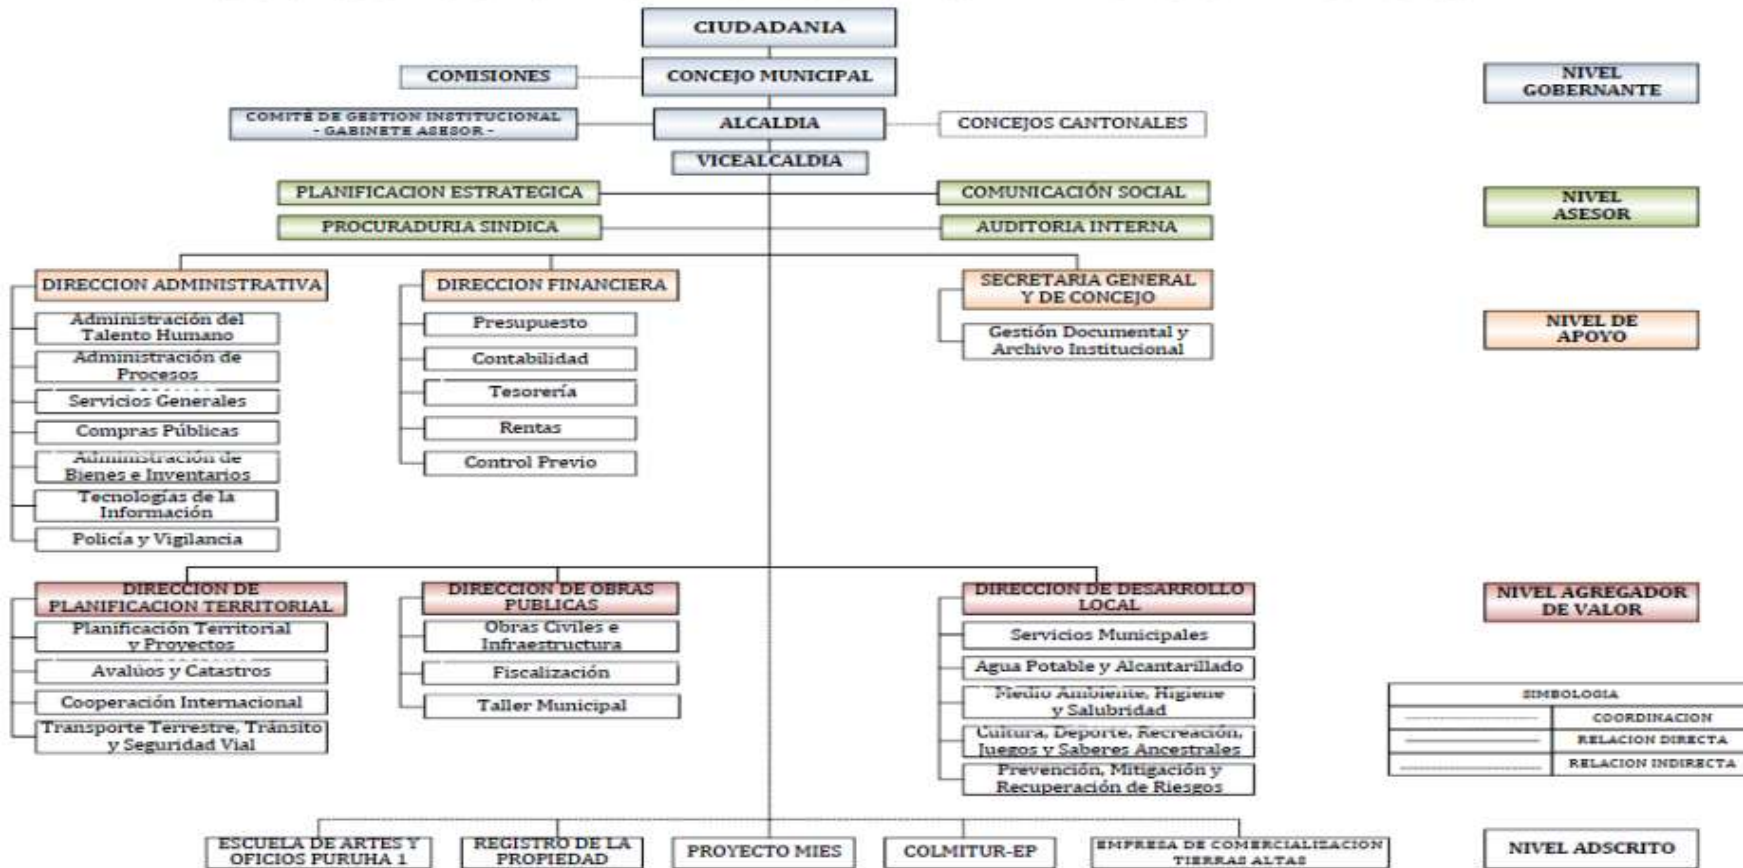 CIUDADANIA
COMISIONES
CONCEJO MUNICIPAL
NIVEL
GOBERNANTE
COMITÉ DE GESTION INSTITUCIONAL
- GABINETE ASESOR -
ALCALDIA
CONCEJOS CANTONALES
VICEALCALDIA
PLANIFICACION ESTRATEGICA
COMUNICACIÓN SOCIAL
NIVEL
ASESOR
PROCURADURIA SINDICA
AUDITORIA INTERNA
DIRECCION ADMINISTRATIVA
Administración del
Talento Humano
Administración de
Procesos
Servicios Generales
Compras Públicas
Administración de
Bienes e Inventarios
Tecnologías de la
Información
Policía y Vigilancia
DIRECCION FINANCIERA
Presupuesto
Contabilidad
Tesorería
Rentas
Control Previo
SECRETARIA GENERAL
Y DE CONCEJO
Gestión Documental y
Archivo Institucional
NIVEL DE
APOYO
DIRECCION DE
PLANIFICACION TERRITORIAL
Planificación Territorial
y Proyectos
Avalúos y Catastros
Cooperación Internacional
Transporte Terrestre, Tránsito
y Seguridad Vial
DIRECCION DE OBRAS
PUBLICAS
Obras Civiles e
Infraestructura
Fiscalización
Taller Municipal
DIRECCION DE DESARROLLO
LOCAL
Servicios Municipales
Agua Potable y Alcantarillado
Medio Ambiente, Higiene
y Salubridad
Cultura, Deporte, Recreación,
Juegos y Saberes Ancestrales
Prevención, Mitigación y
Recuperación de Riesgos
NIVEL AGREGADOR
DE VALOR
SIMBOLOGIA
COORDINACION
RELACION DIRECTA
RELACION INDIRECTA
ESCUELA DE ARTES Y
OFICIOS PURUHA 1
REGISTRO DE LA
PROPIEDAD
PROYECTO MIES
COLMITUR-EP
EMPRESA DE COMERCIALIZACION
TIERRAS ALTAS
NIVEL ADSCRITO